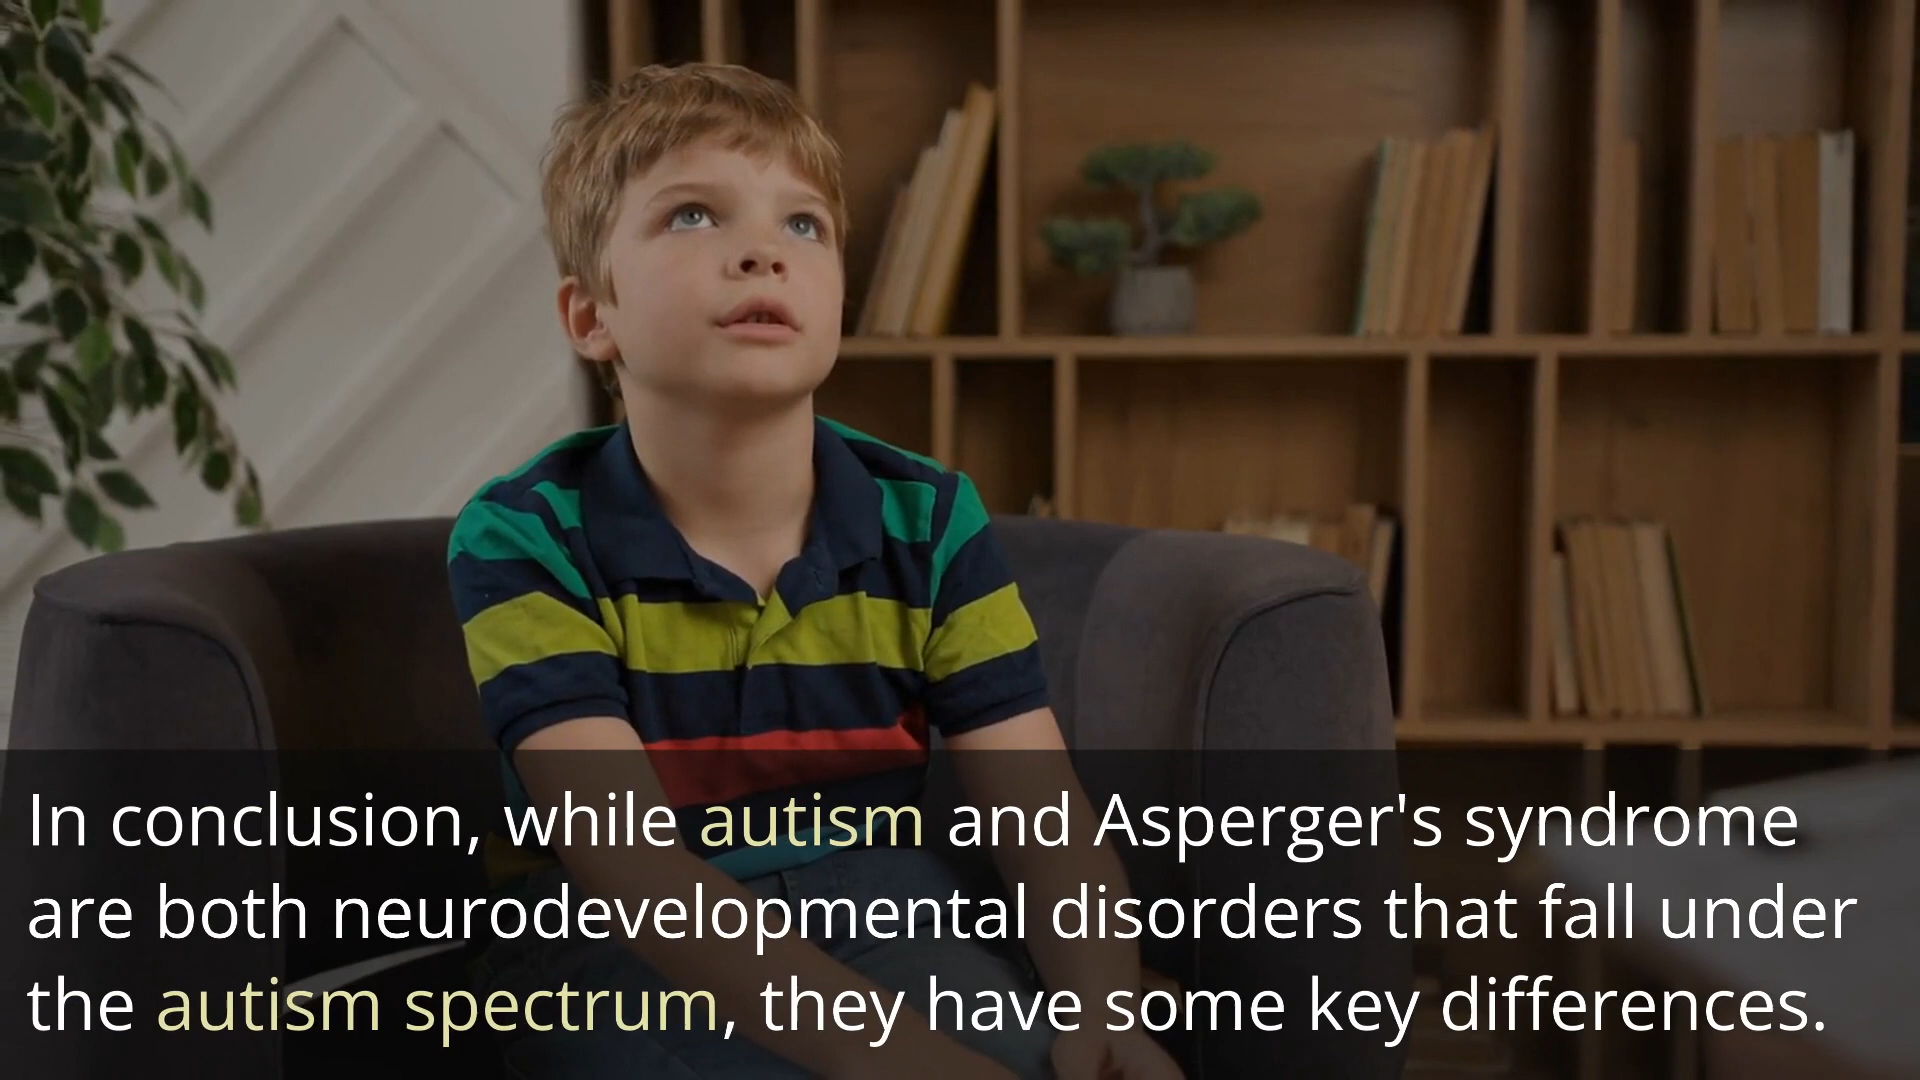 In conclusion, while autism and Asperger's syndrome
are both neurodevelopmental disorders that fall under
the autism spectrum, they have some key differences.